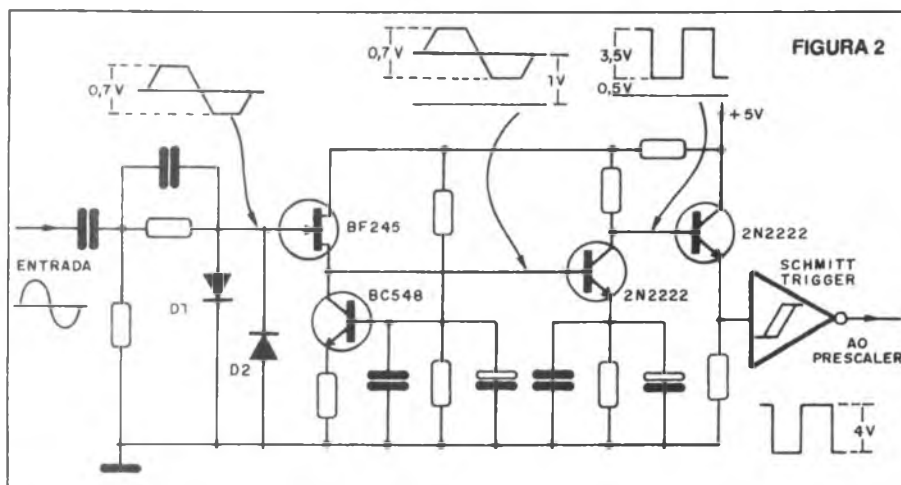 FIGURA 2
0,7 V
0,7 V
1V
3,5V
0,5V
+5V
BF245
2N2222
ENTRADA
BC548
2N2222
SCHMITT
TRIGGER
D1
D2
AO
PRESCALER
4V